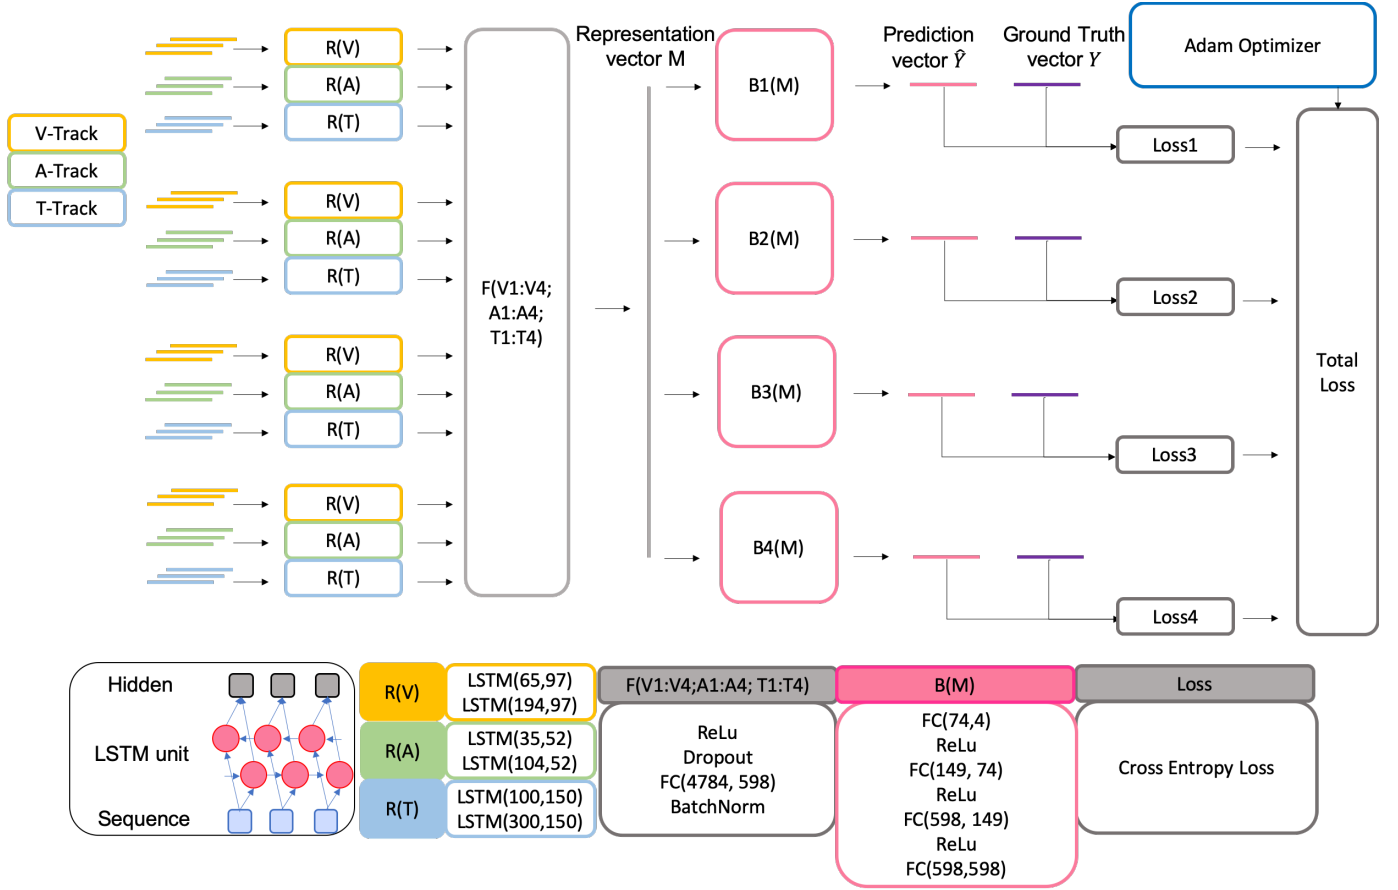 V-Track
A-Track
T-Track
R(V)
R(A)
R(T)
R(V)
R(A)
R(T)
R(V)
R(A)
R(T)
R(V)
R(A)
R(T)
F(V1:V4;
A1:A4;
T1:T4)
Representation
vector M
B1(M)
B2(M)
B3(M)
B4(M)
Prediction
vector Ŷ
Ground Truth
vector Y
Loss1
Loss2
Loss3
Loss4
Adam Optimizer
Total
Loss
Hidden
LSTM unit
Sequence
R(V)
LSTM(65,97)
LSTM(194,97)
R(A)
LSTM(35,52)
LSTM(104,52)
R(T)
LSTM(100,150)
LSTM(300,150)
F(V1:V4;A1:A4; T1:T4)
ReLu
Dropout
FC(4784, 598)
BatchNorm
B(M)
FC(74,4)
ReLu
FC(149, 74)
ReLu
FC(598, 149)
ReLu
FC(598,598)
Loss
Cross Entropy Loss